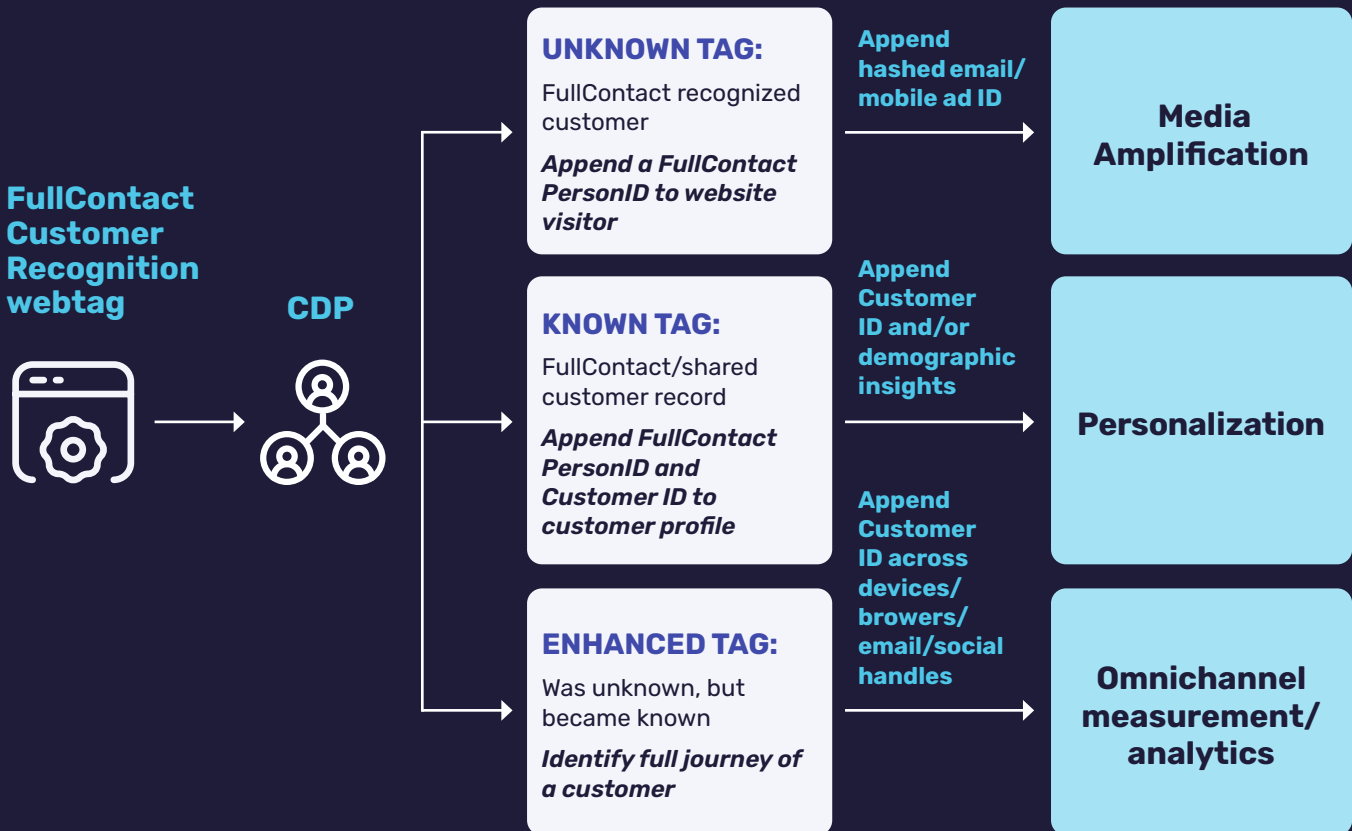 FullContact
Customer
Recognition
webtag
CDP
UNKNOWN TAG:
FullContact recognized
customer
Append a FullContact
PersonID to website
visitor
Append
hashed email/
mobile ad ID
Media
Amplification
KNOWN TAG:
FullContact/shared
customer record
Append FullContact
PersonID and
Customer ID to
customer profile
Append
Customer
ID and/or
demographic
insights
Personalization
ENHANCED TAG:
Was unknown, but
became known
Identify full journey of
a customer
Append
Customer
ID across
devices/
browers/
email/social
handles
Omnichannel
measurement/
analytics